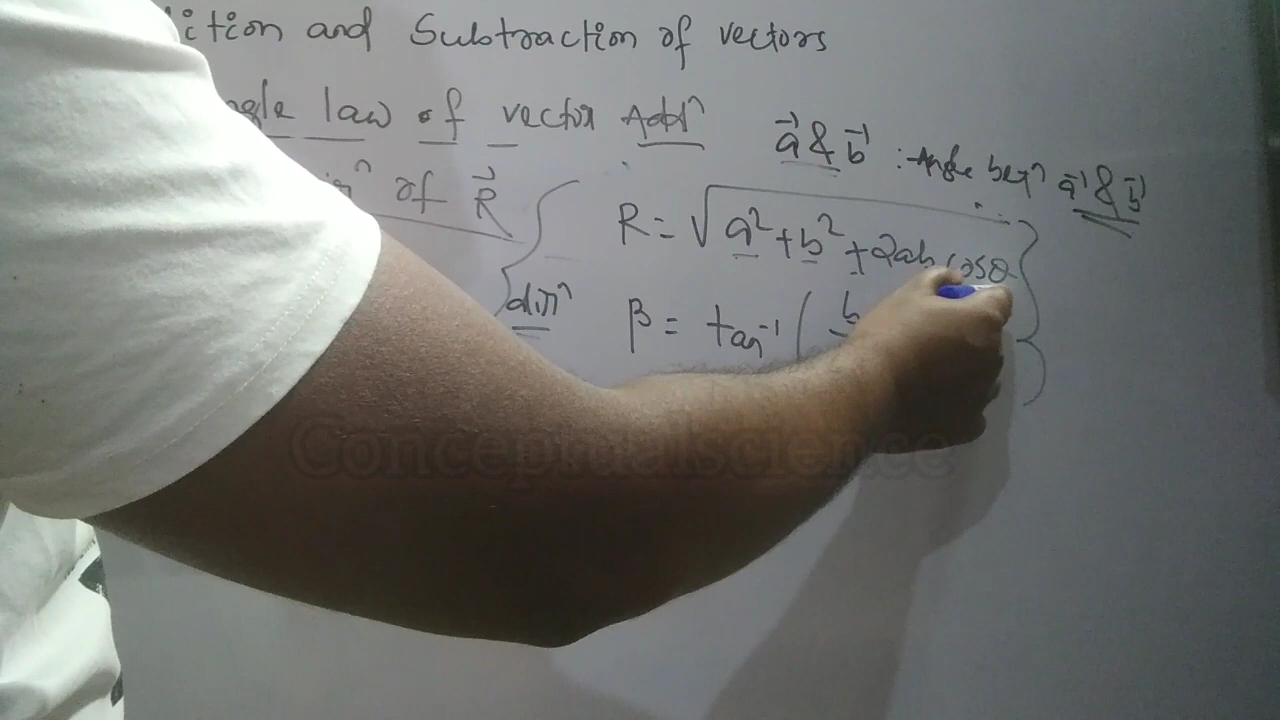 ition and Subtraction of vectors
ngle law of vector Addⁿ
a⃗ & b⃗ : Angle betⁿ a⃗ & b⃗
ⁿ of R⃗
R = √a²+b²+2ab cosθ
dirⁿ
β = tan⁻¹ ( b
Conceptualscience